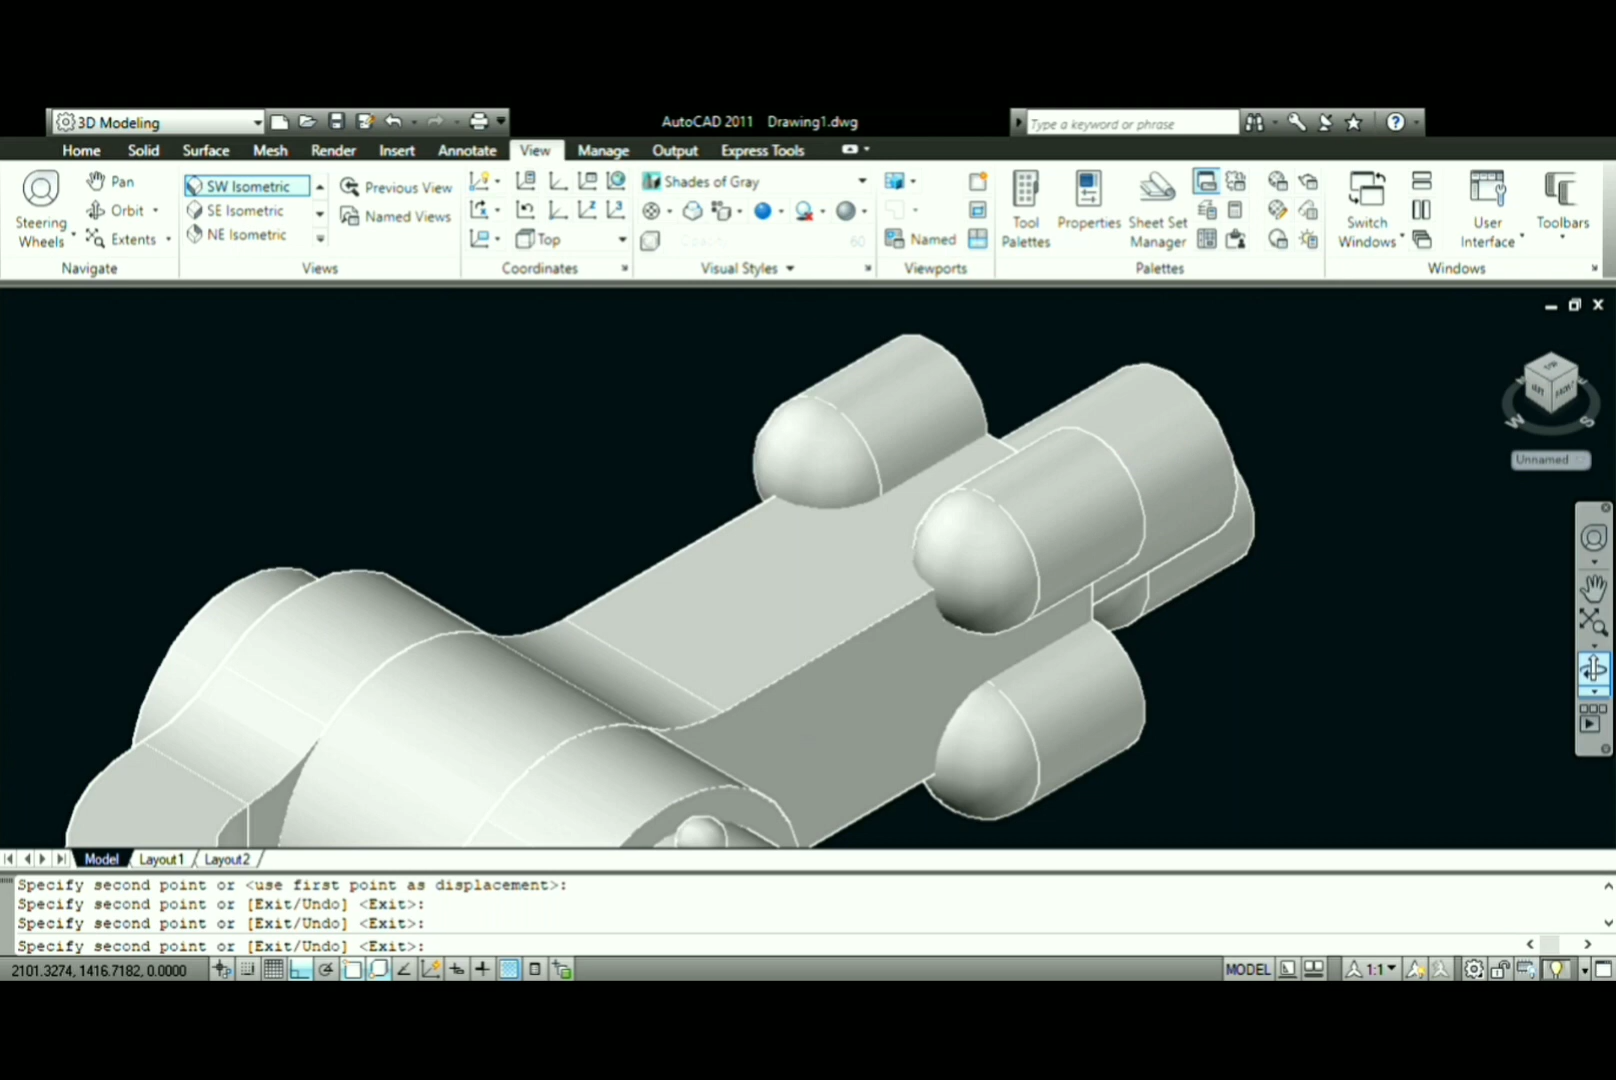 3D Modeling
AutoCAD 2011 Drawing1.dwg
Type a keyword or phrase
Home Solid Surface Mesh Render Insert Annotate View Manage Output Express Tools
Steering Wheels
Pan
Orbit
Extents
Navigate
SW Isometric
SE Isometric
NE Isometric
Previous View
Named Views
Views
Top
Coordinates
Shades of Gray
Opacity 60
Visual Styles
Named
Viewports
Tool Palettes
Properties
Sheet Set Manager
Palettes
Switch Windows
User Interface
Toolbars
Windows
W S
Unnamed
Model Layout1 Layout2
Specify second point or <use first point as displacement>:
Specify second point or [Exit/Undo] <Exit>:
Specify second point or [Exit/Undo] <Exit>:
Specify second point or [Exit/Undo] <Exit>:
2101.3274, 1416.7182, 0.0000
MODEL 1:1